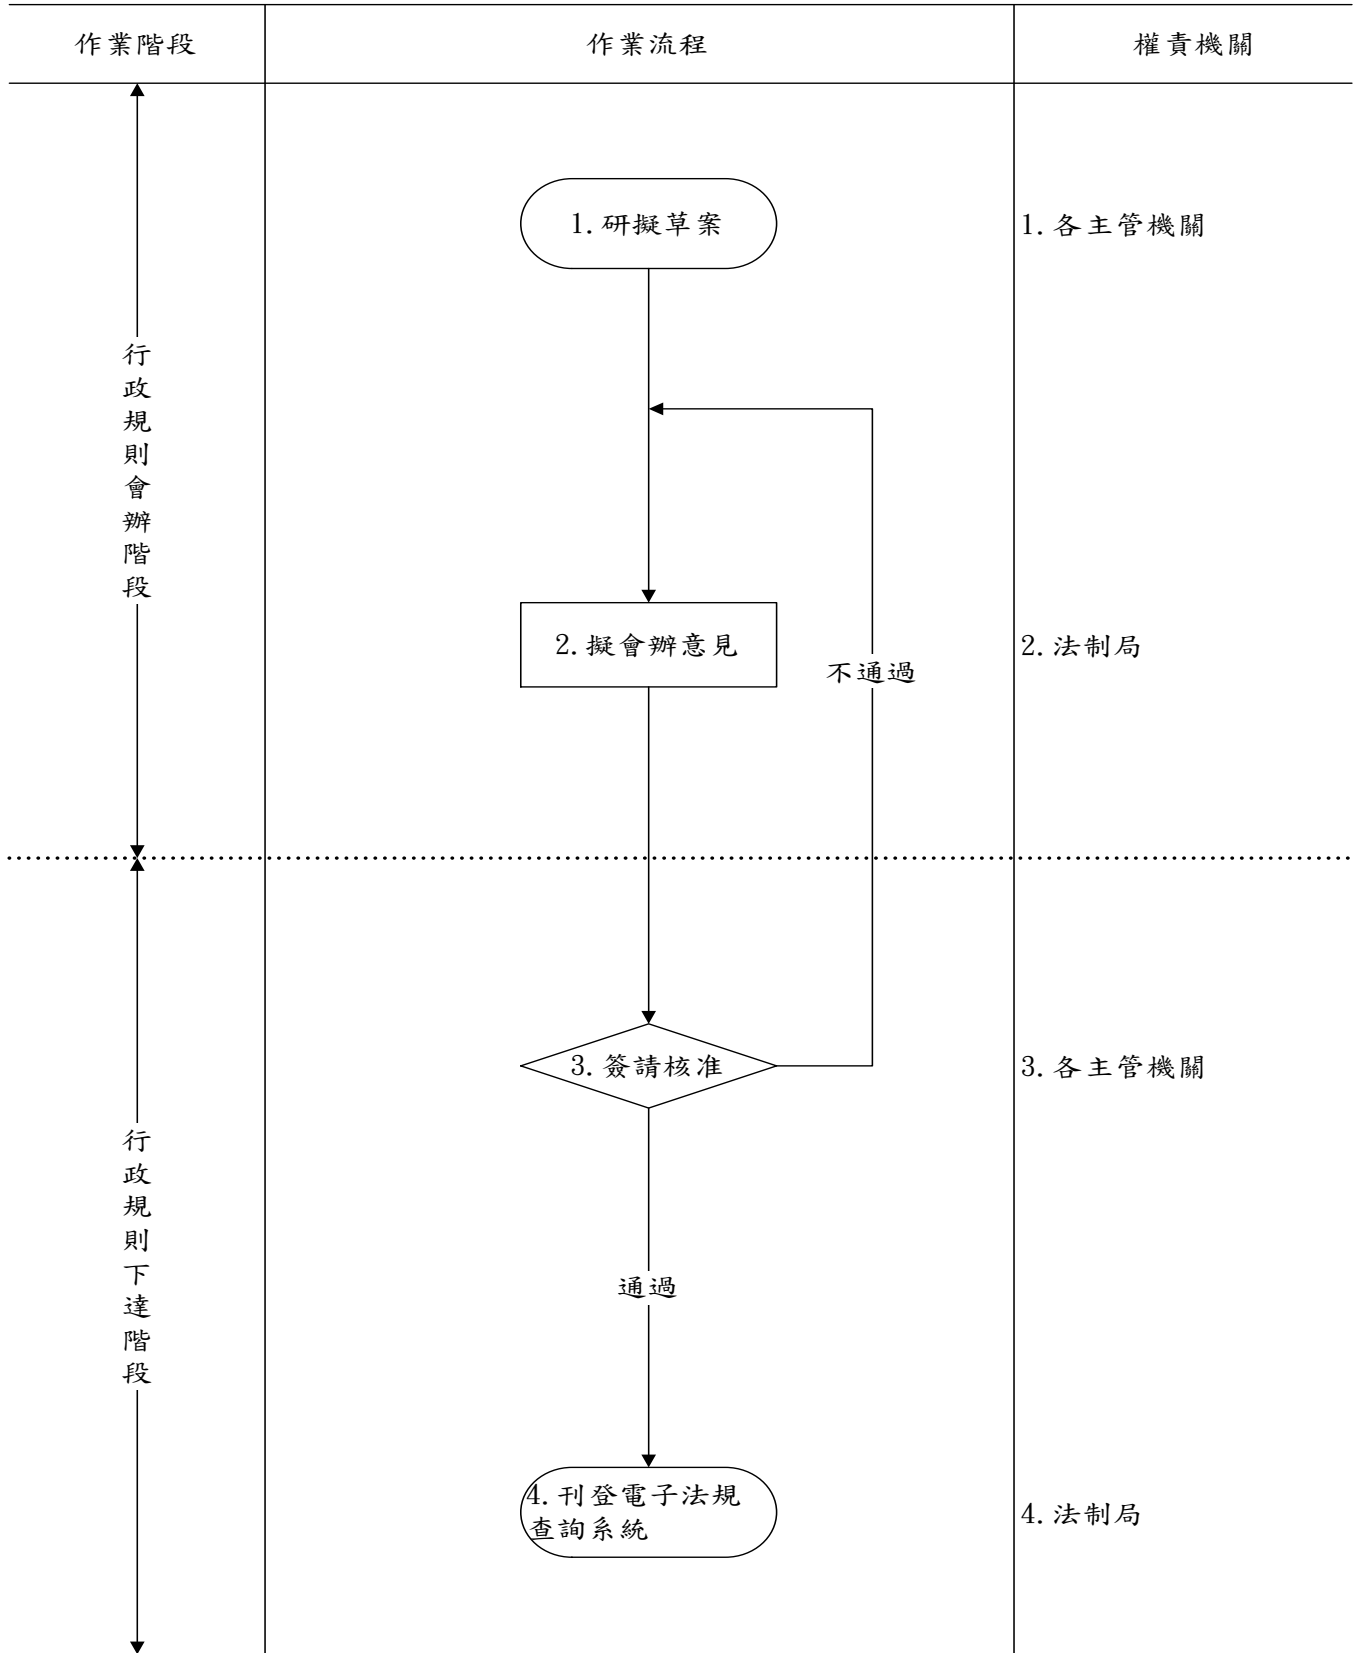 作業階段
作業流程
權責機關
1.研擬草案
1.各主管機關
行政規則會辦階段
2.擬會辦意見
不通過
2.法制局
3.簽請核准
3.各主管機關
行政規則下達階段
通過
4.刊登電子法規
查詢系統
4.法制局